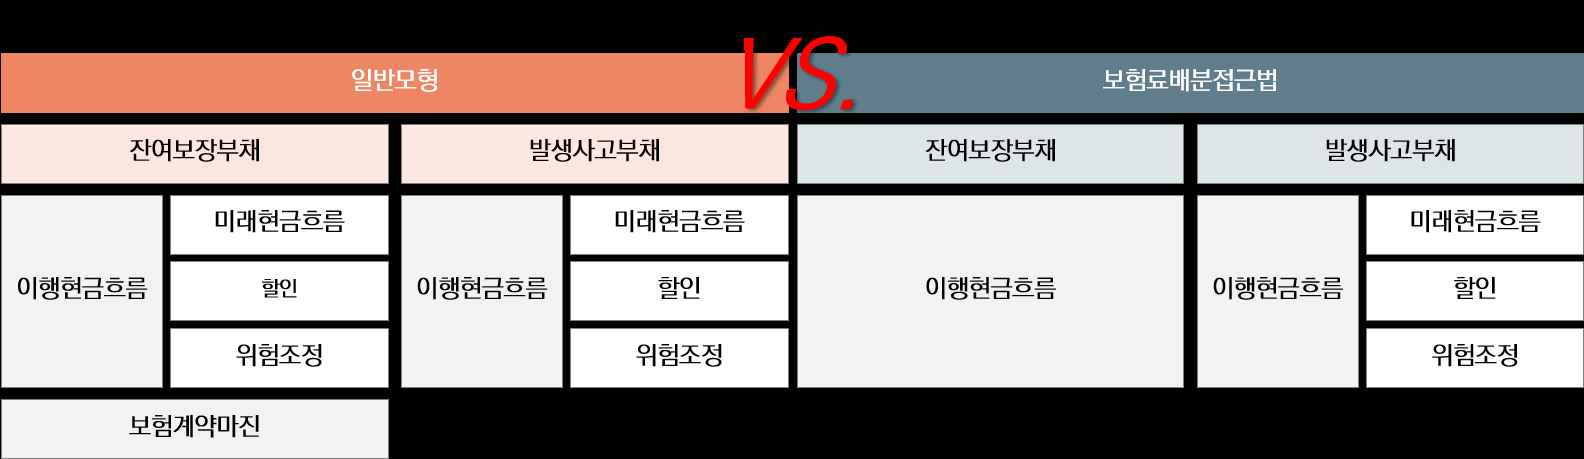 VS.
일반모형
보험료배분접근법
잔여보장부채
발생사고부채
잔여보장부채
발생사고부채
이행현금흐름
미래현금흐름
할인
위험조정
이행현금흐름
미래현금흐름
할인
위험조정
이행현금흐름
이행현금흐름
미래현금흐름
할인
위험조정
보험계약마진